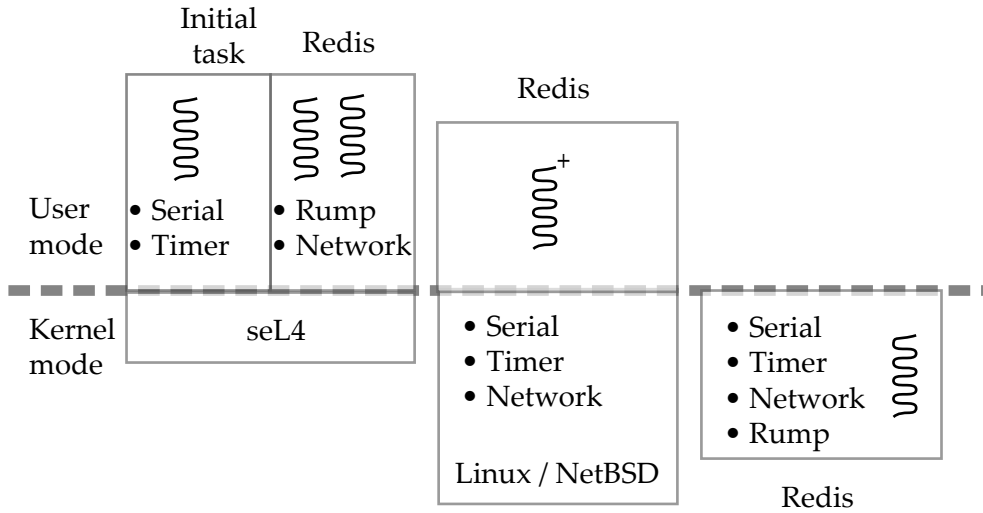 Initial
task
Redis
User
mode
• Serial
• Timer
• Rump
• Network
Kernel
mode
seL4
Redis
+
• Serial
• Timer
• Network
Linux / NetBSD
• Serial
• Timer
• Network
• Rump
Redis